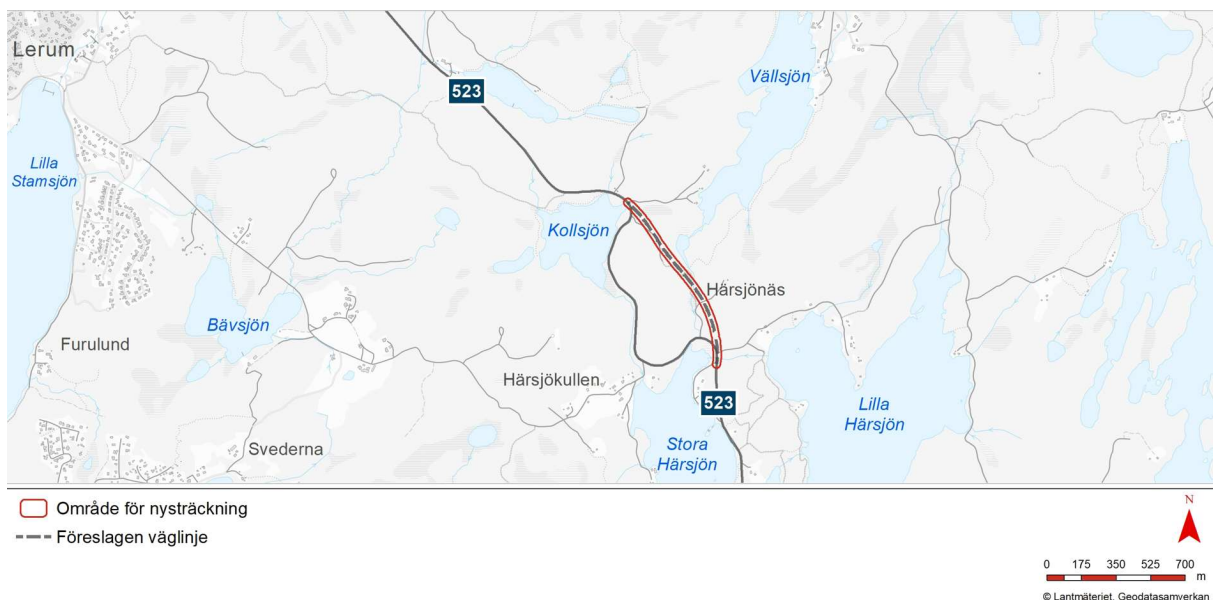 Lerum
523
Vällsjön
Lilla
Stamsjön
Kollsjön
Hårsjönäs
Bävsjön
Furulund
Härsjökullen
523
Lilla
Härsjön
Svederna
Stora
Härsjön
Område för nysträckning
Föreslagen väglinje
N
0 175 350 525 700
m
© Lantmäteriet, Geodatasamverkan